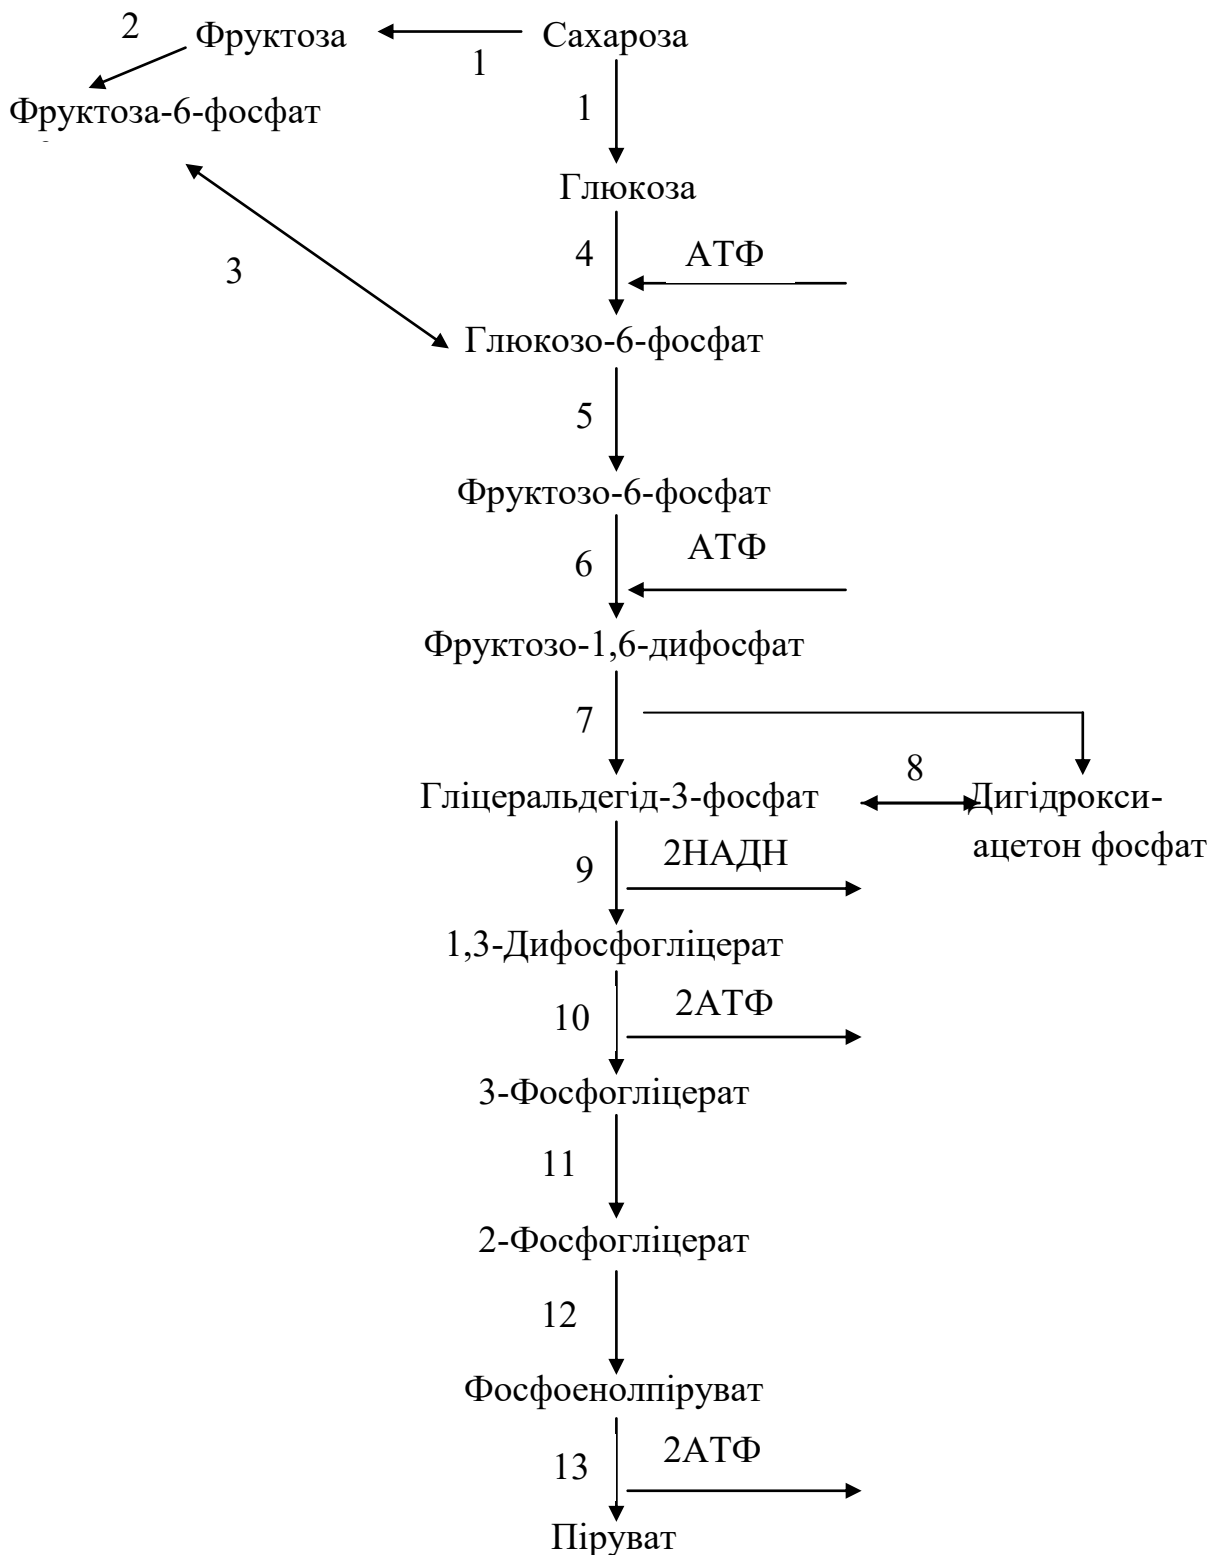 2 Фруктоза Сахароза
1
Фруктоза-6-фосфат 1
Глюкоза
4 АТФ
3
Глюкозо-6-фосфат
5
Фруктозо-6-фосфат
6 АТФ
Фруктозо-1,6-дифосфат
7
8
Гліцеральдегід-3-фосфат Дигідрокси-
ацетон фосфат
9 2НАДН
1,3-Дифосфогліцерат
10 2АТФ
3-Фосфогліцерат
11
2-Фосфогліцерат
12
Фосфоенолпіруват
13 2АТФ
Піруват